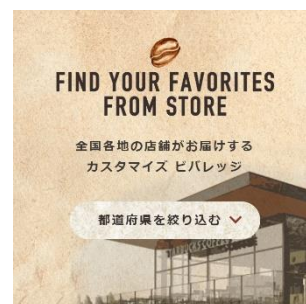 FIND YOUR FAVORITES
FROM STORE
全国各地の店舗がお届けする
カスタマイズ ビバレッジ
都道府県を絞り込む
STARBUCKS COFFEE